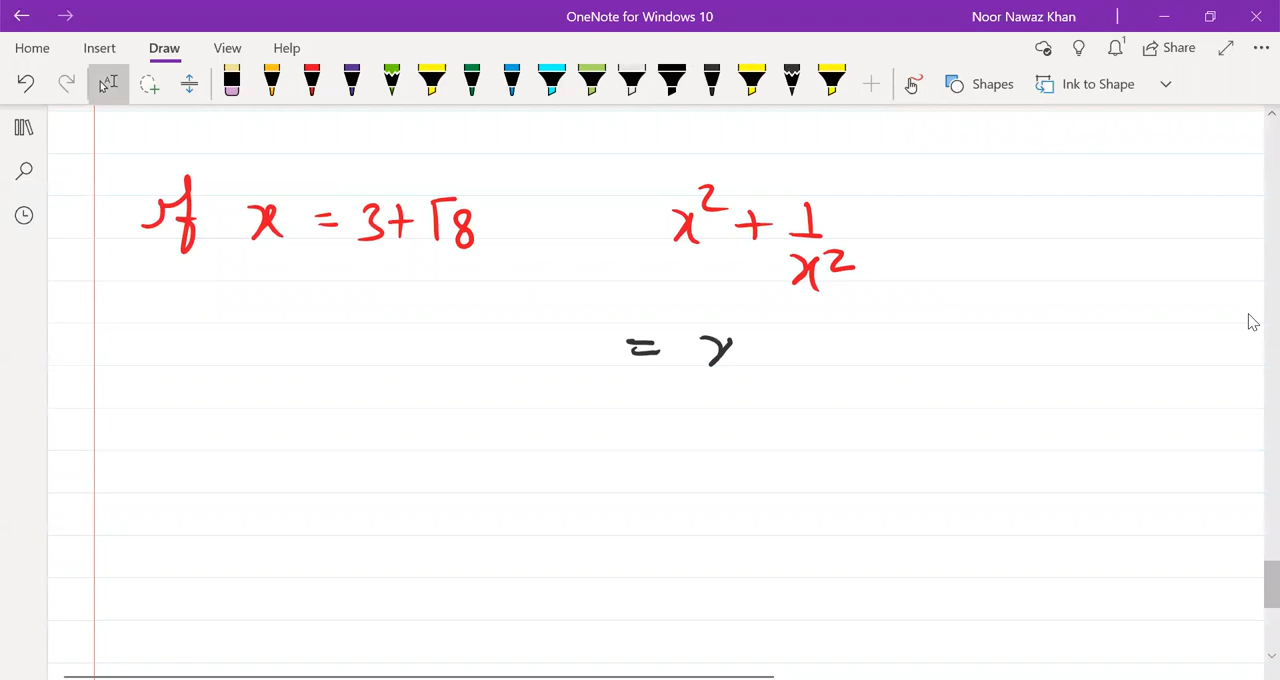 OneNote for Windows 10
Noor Nawaz Khan
Home Insert Draw View Help
1 Share
Shapes Ink to Shape
If x = 3+√8 x² + 1/x²
= x